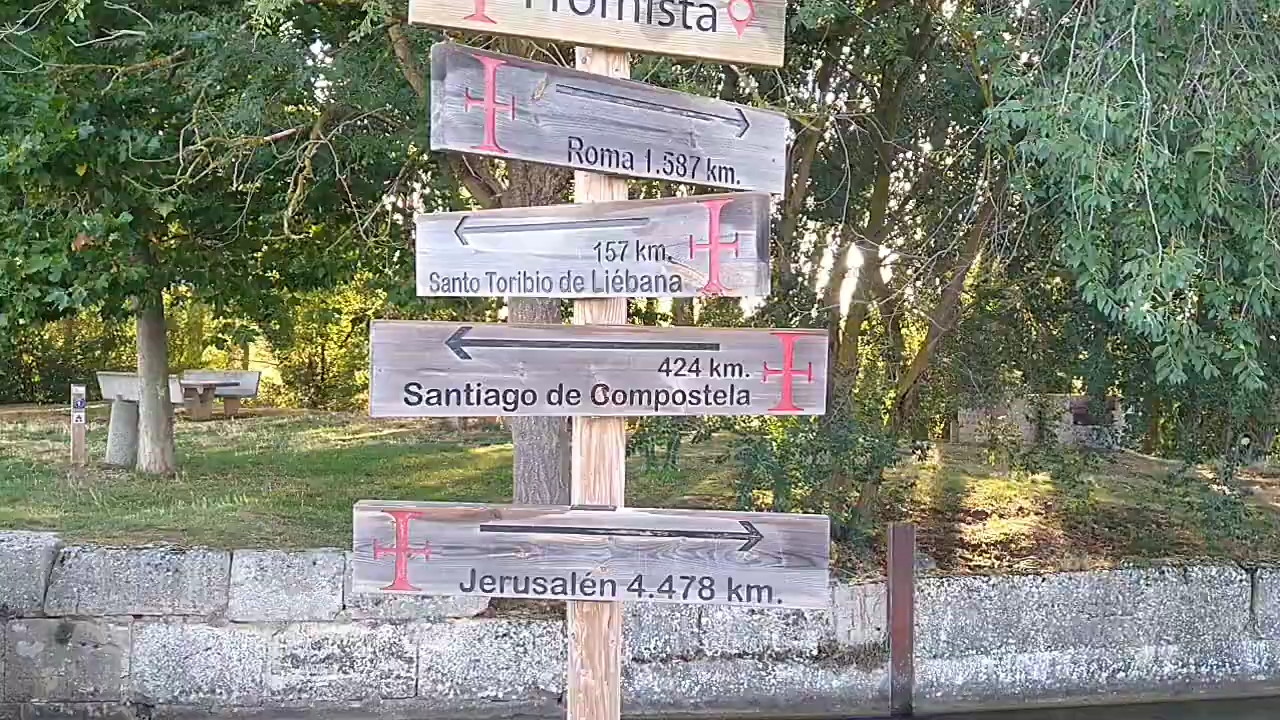 Frómista
Roma 1.587 km.
157 km.
Santo Toribio de Liébana
424 km.
Santiago de Compostela
Jerusalén 4.478 km.